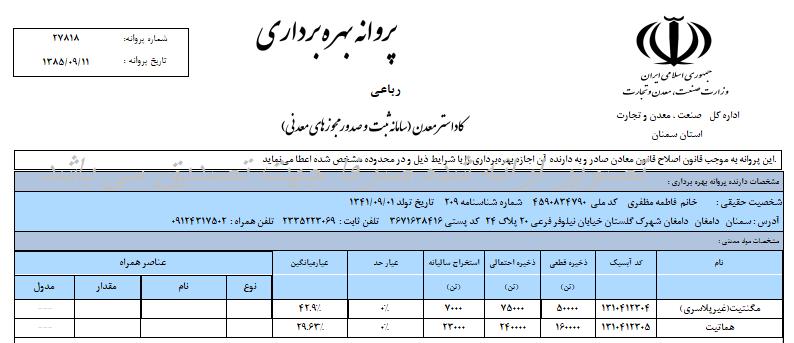 پروانه بهره برداری
شماره پروانه: ۲۷۸۱۸
تاریخ پروانه : ۱۳۸۵/۰۹/۱۱
جمهوری اسلامی ایران
وزارت صنعت، معدن و تجارت
اداره کل صنعت ، معدن و تجارت
استان سمنان
رباعی
کاداستر معدن (سامانه ثبت و صدور مجوزهای معدنی)
این پروانه به موجب قانون اصلاح قانون معادن صادر و به دارنده آن اجازه بهره‌برداری را با شرایط ذیل و در محدوده مشخص شده اعطا می‌نماید.
مشخصات دارنده پروانه بهره برداری :
شخصیت حقیقی : خانم فاطمه مظفری کد ملی ۴۵۹۰۸۳۴۷۹۰ شماره شناسنامه ۲۰۹ تاریخ تولد ۱۳۴۱/۰۹/۰۱
آدرس : سمنان دامغان دامغان شهرک گلستان خیابان نیلوفر فرعی ۲۰ پلاک ۲۴ کد پستی ۳۶۷۱۶۳۸۴۱۶ تلفن ثابت : ۲۳۳۵۲۲۳۰۶۹ تلفن همراه : ۰۹۱۲۴۳۱۷۵۰۲
مشخصات مواد معدنی :
نام کد آیسیک ذخیره قطعی (تن) ذخیره احتمالی (تن) استخراج سالیانه (تن) عیار حد عیارمیانگین عناصر همراه
نوع نام مقدار مدول
مگنتیت(غیرپلاسری) ۱۳۱۰۴۱۲۳۰۴ ۵۰۰۰۰ ۷۵۰۰۰ ۷۰۰۰ ۰% ۴۲.۹% ---
هماتیت ۱۳۱۰۴۱۲۳۰۵ ۱۶۰۰۰۰ ۲۴۰۰۰۰ ۲۳۰۰۰ ۰% ۲۹.۶۳% ---